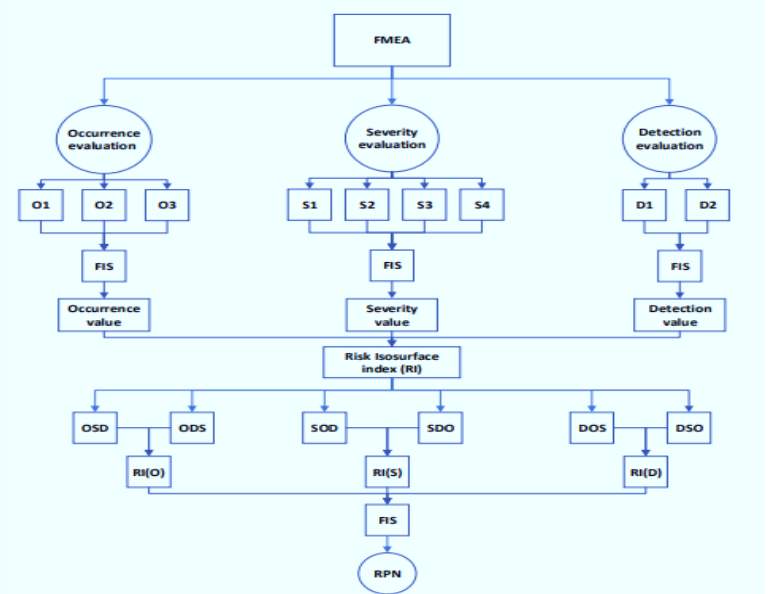 FMEA
Occurrence
evaluation
Severity
evaluation
Detection
evaluation
O1
O2
O3
S1
S2
S3
S4
D1
D2
FIS
FIS
FIS
Occurrence
value
Severity
value
Detection
value
Risk Isosurface
index (RI)
OSD
ODS
SOD
SDO
DOS
DSO
RI(O)
RI(S)
RI(D)
FIS
RPN